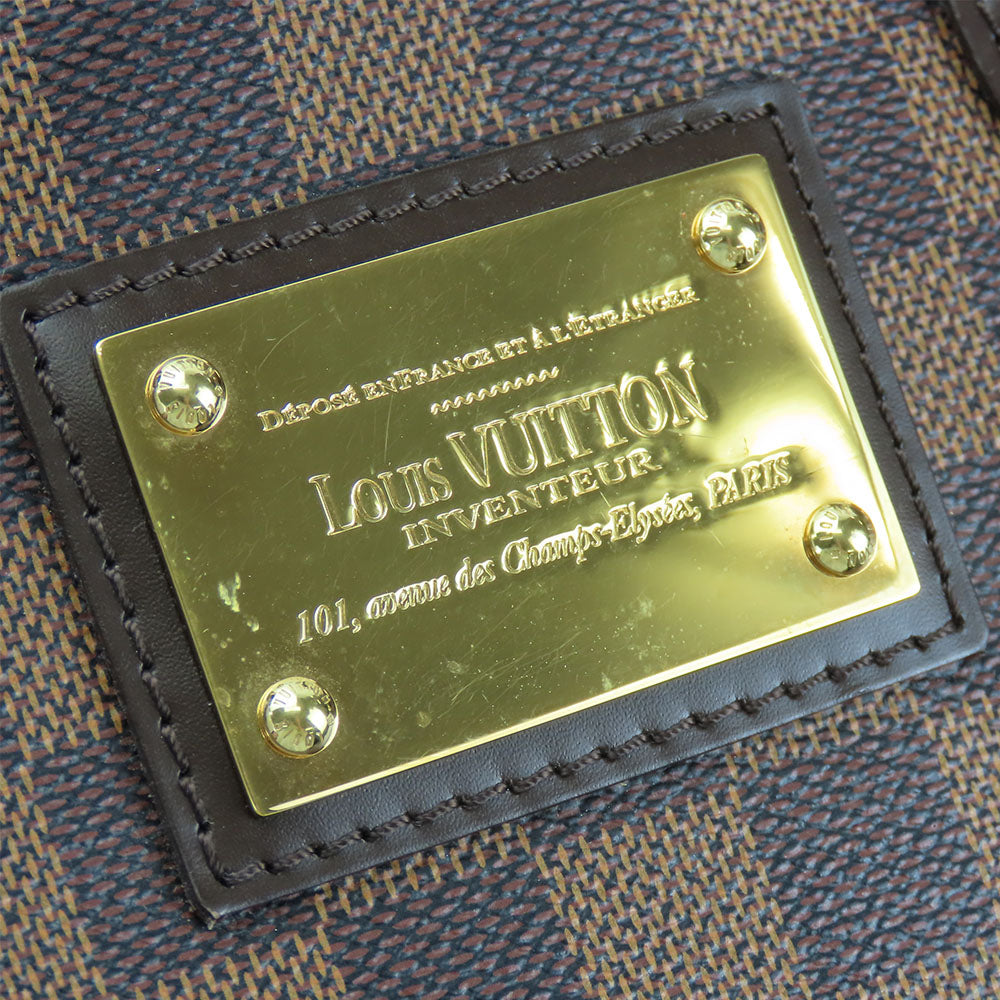 DÉPOSÉ EN FRANCE ET À L'ÉTRANGER
LOUIS VUITTON
INVENTEUR
101, avenue des Champs-Elysées, PARIS